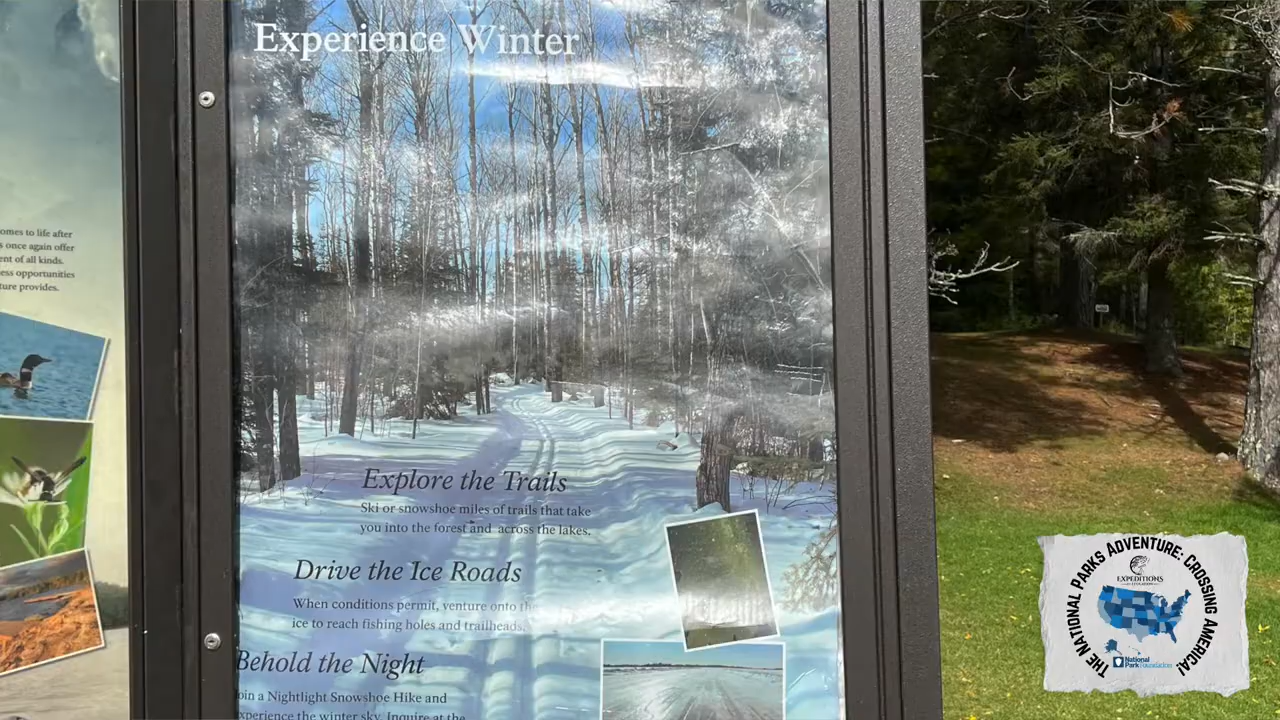 Experience Winter
omes to life after
s once again offer
ent of all kinds.
ess opportunities
ture provides.
Explore the Trails
Ski or snowshoe miles of trails that take
you into the forest and across the lakes.
Drive the Ice Roads
When conditions permit, venture onto the
ice to reach fishing holes and trailheads.
Behold the Night
oin a Nightlight Snowshoe Hike and
xperience the winter sky. Inquire at the
THE NATIONAL PARKS ADVENTURE: CROSSING AMERICA!
EXPEDITIONS
National
Park Foundation